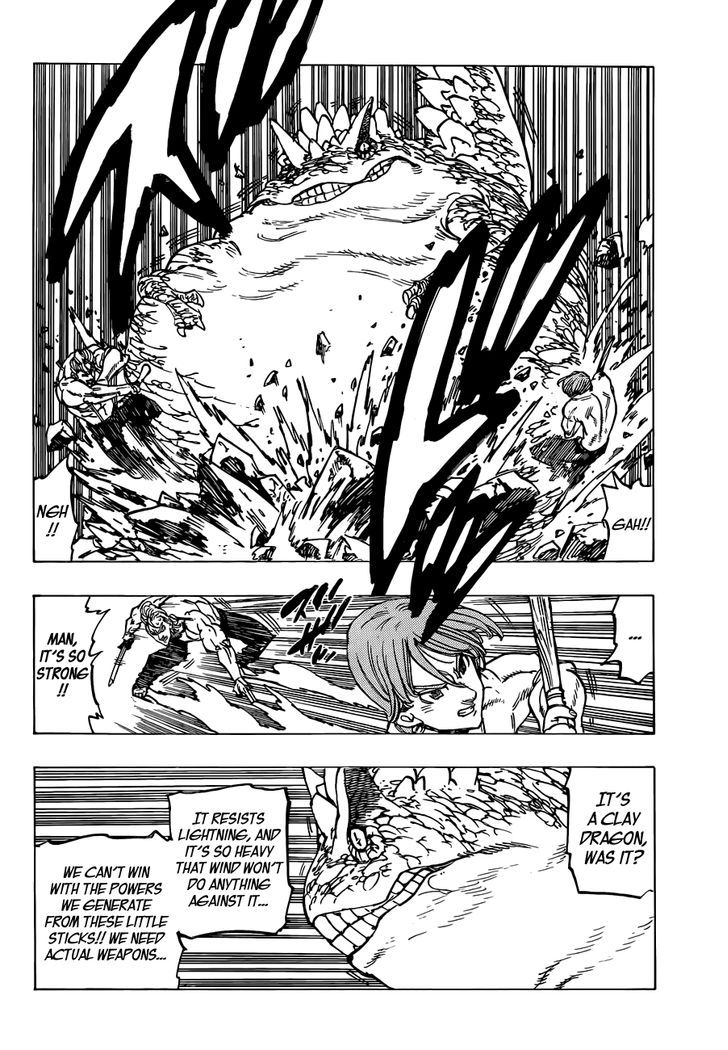 GAH!!
NGH
!!
...
MAN,
IT'S SO
STRONG
!!
IT'S
A CLAY
DRAGON,
WAS IT?
IT RESISTS
LIGHTNING, AND
IT'S SO HEAVY
THAT WIND WON'T
DO ANYTHING
AGAINST IT...
WE CAN'T WIN
WITH THE POWERS
WE GENERATE
FROM THESE LITTLE
STICKS!! WE NEED
ACTUAL WEAPONS...